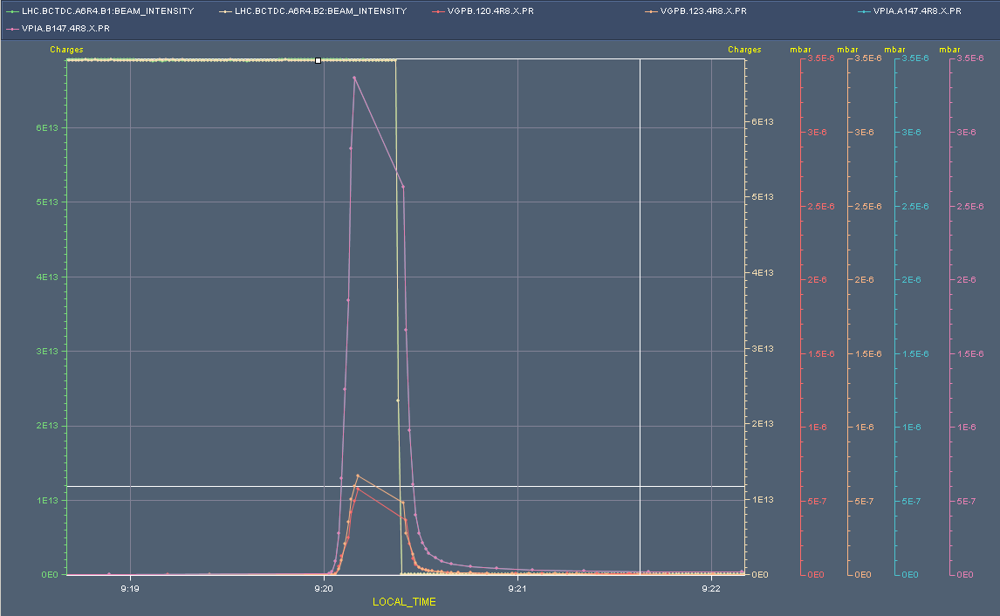 LHC.BCTDC.A6R4.B1:BEAM_INTENSITY LHC.BCTDC.A6R4.B2:BEAM_INTENSITY VGPB.120.4R8.X.PR VGPB.123.4R8.X.PR VPIA.A147.4R8.X.PR
VPIA.B147.4R8.X.PR
Charges Charges mbar mbar mbar mbar
3.5E-6 3.5E-6 3.5E-6 3.5E-6
6E13 6E13
3E-6 3E-6 3E-6 3E-6
5E13 5E13
2.5E-6 2.5E-6 2.5E-6 2.5E-6
4E13 4E13
2E-6 2E-6 2E-6 2E-6
3E13 3E13
1.5E-6 1.5E-6 1.5E-6 1.5E-6
2E13 2E13
1E-6 1E-6 1E-6 1E-6
1E13 1E13
5E-7 5E-7 5E-7 5E-7
0E0 0E0 0E0 0E0 0E0 0E0
9:19 9:20 9:21 9:22
LOCAL_TIME